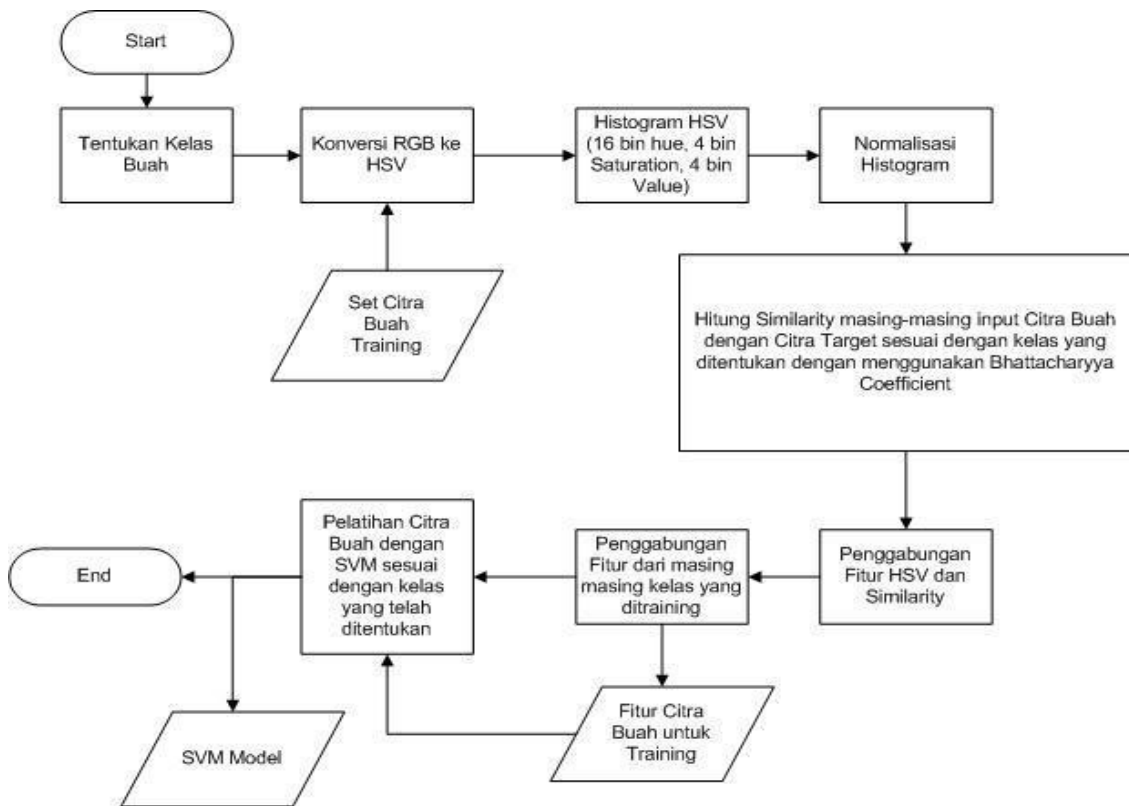 Start
Tentukan Kelas
Buah
Konversi RGB ke
HSV
Histogram HSV
(16 bin hue, 4 bin
Saturation, 4 bin
Value)
Normalisasi
Histogram
Set Citra
Buah
Training
Hitung Similarity masing-masing input Citra Buah
dengan Citra Target sesuai dengan kelas yang
ditentukan dengan menggunakan Bhattacharyya
Coefficient
Penggabungan
Fitur HSV dan
Similarity
Penggabungan
Fitur dari masing
masing kelas yang
ditraining
Pelatihan Citra
Buah dengan
SVM sesuai
dengan kelas
yang telah
ditentukan
End
Fitur Citra
Buah untuk
Training
SVM Model